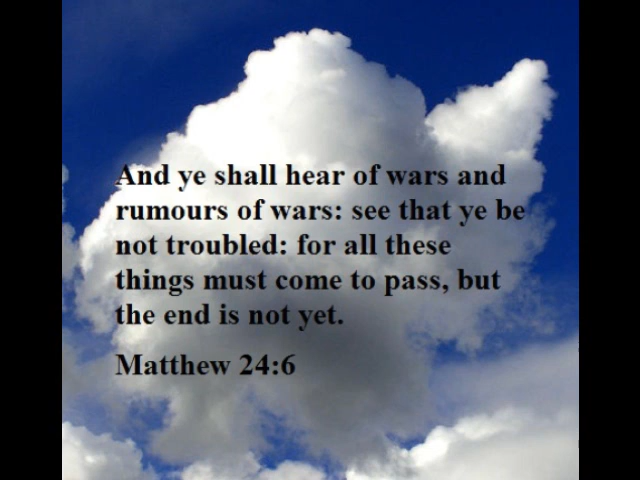 And ye shall hear of wars and
rumours of wars: see that ye be
not troubled: for all these
things must come to pass, but
the end is not yet.
Matthew 24:6